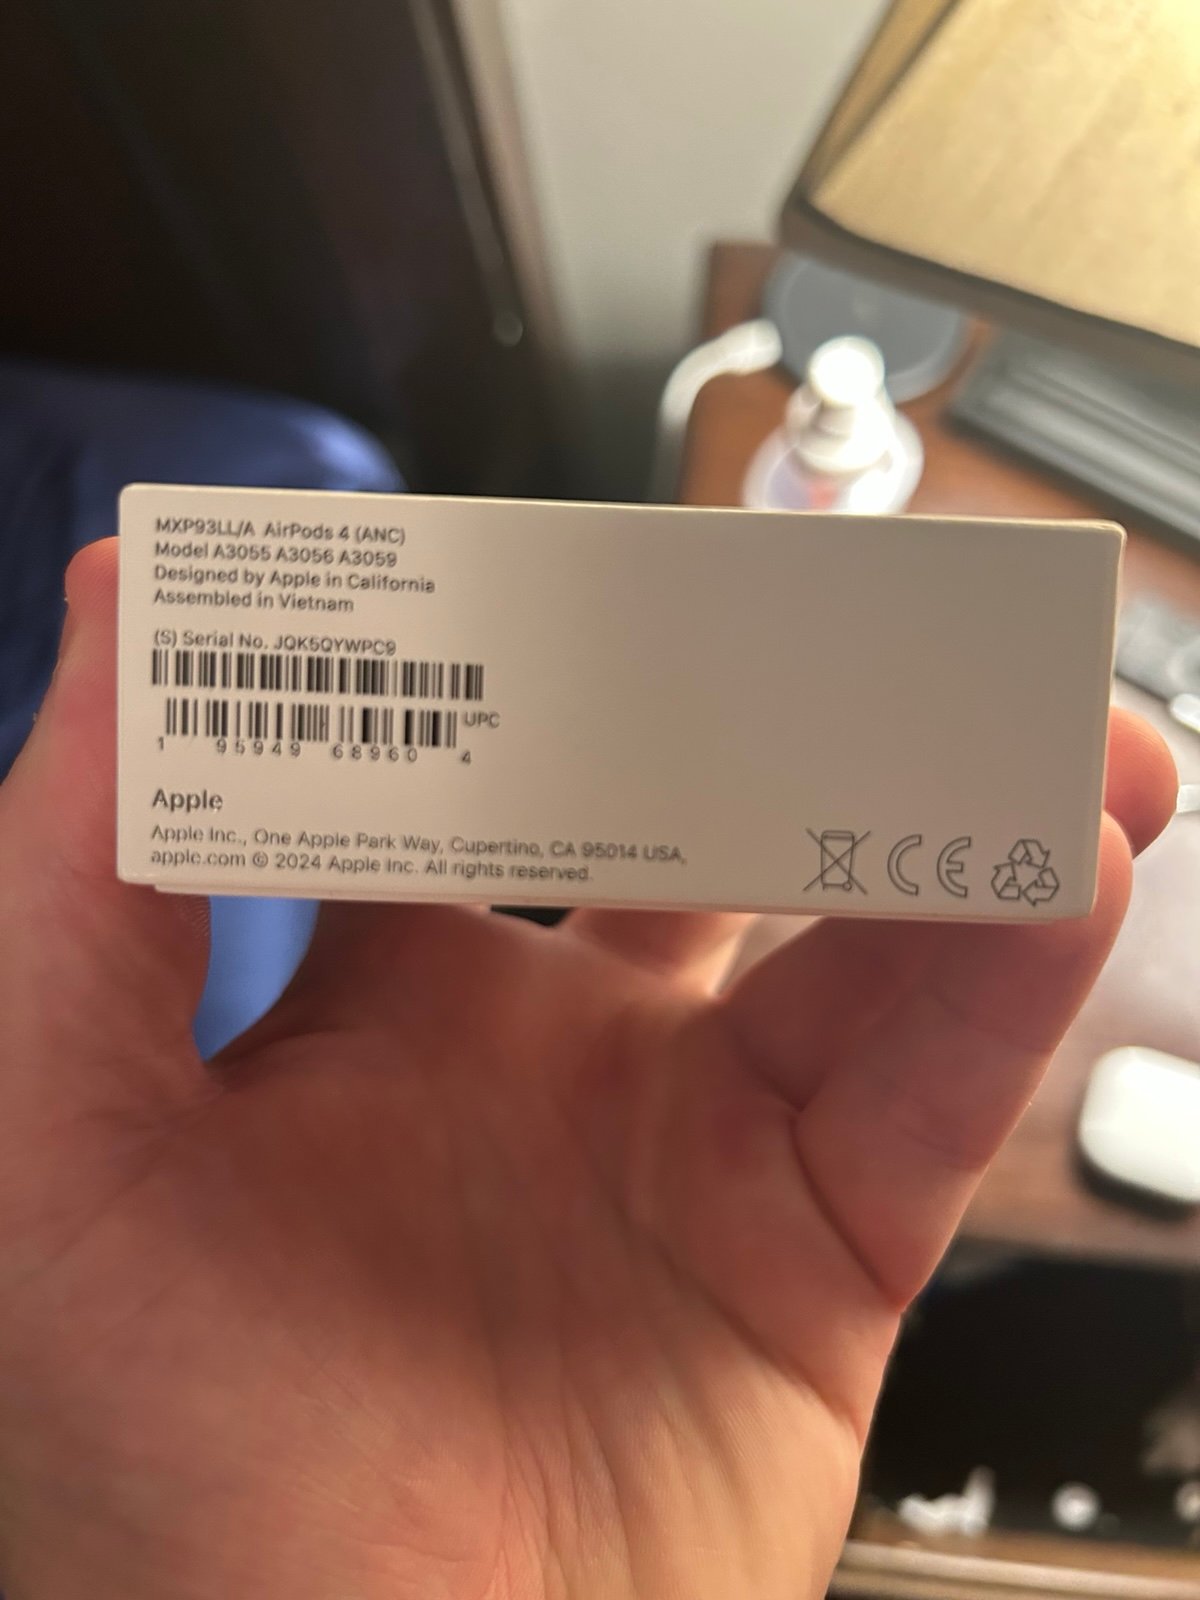 MXP93LL/A AirPods 4 (ANC)
Model A3055 A3056 A3059
Designed by Apple in California
Assembled in Vietnam
(S) Serial No. JQK5QYWPC9
UPC
1 95949 68960 4
Apple
Apple Inc., One Apple Park Way, Cupertino, CA 95014 USA,
apple.com © 2024 Apple Inc. All rights reserved.
CE